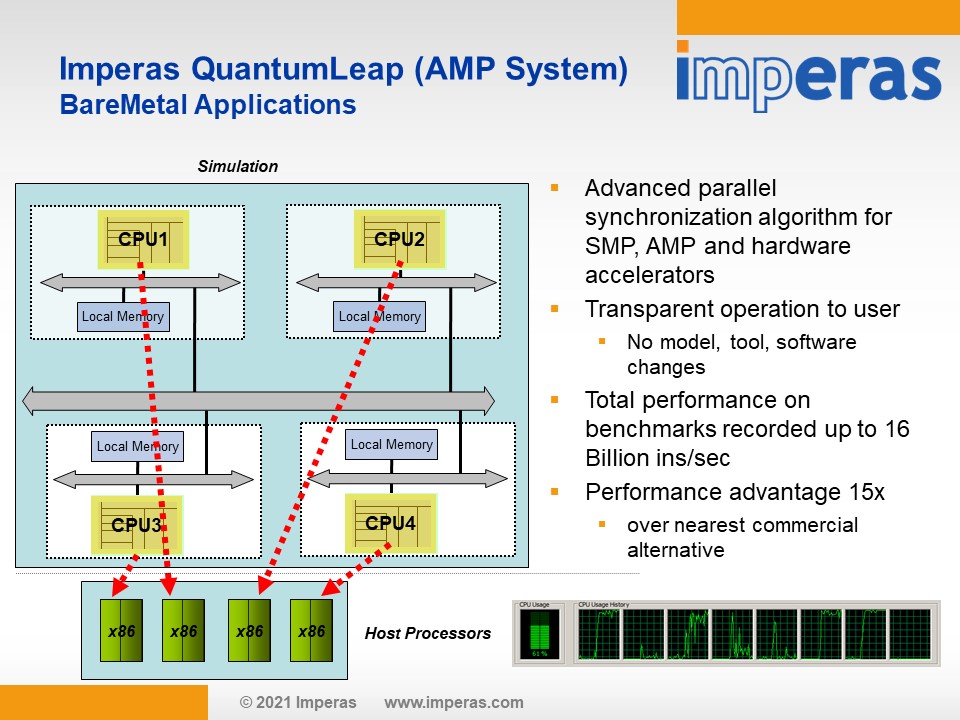 Imperas QuantumLeap (AMP System)
BareMetal Applications
imperas
Simulation
CPU1
Local Memory
CPU2
Local Memory
Local Memory
CPU3
Local Memory
CPU4
x86
x86
x86
x86
Host Processors
Advanced parallel
synchronization algorithm for
SMP, AMP and hardware
accelerators
Transparent operation to user
No model, tool, software
changes
Total performance on
benchmarks recorded up to 16
Billion ins/sec
Performance advantage 15x
over nearest commercial
alternative
CPU Usage
61 %
CPU Usage History
© 2021 Imperas www.imperas.com